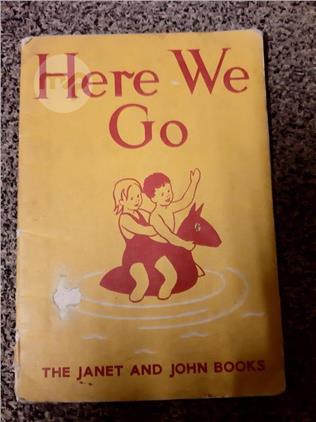 Here We
Go
THE JANET AND JOHN BOOKS